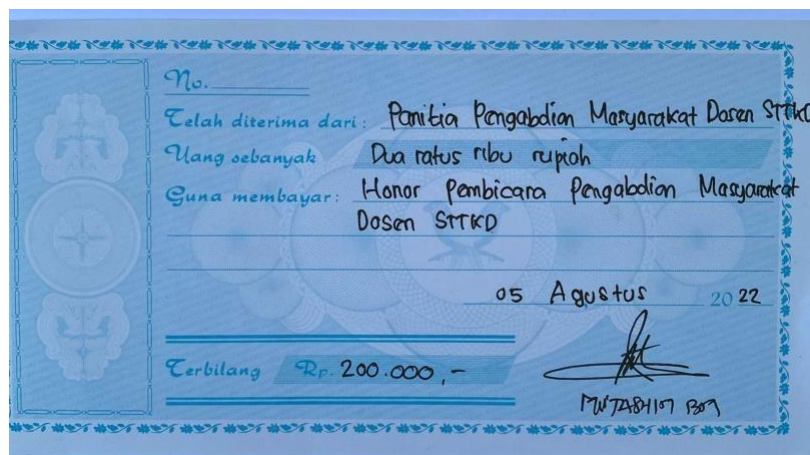 No.
Telah diterima dari: Panitia Pengabdian Masyarakat Dosen STTKD
Uang sebanyak Dua ratus ribu rupiah
Guna membayar: Honor Pembicara Pengabdian Masyarakat
Dosen STTKD
05 Agustus 2022
Terbilang Rp. 200.000,-